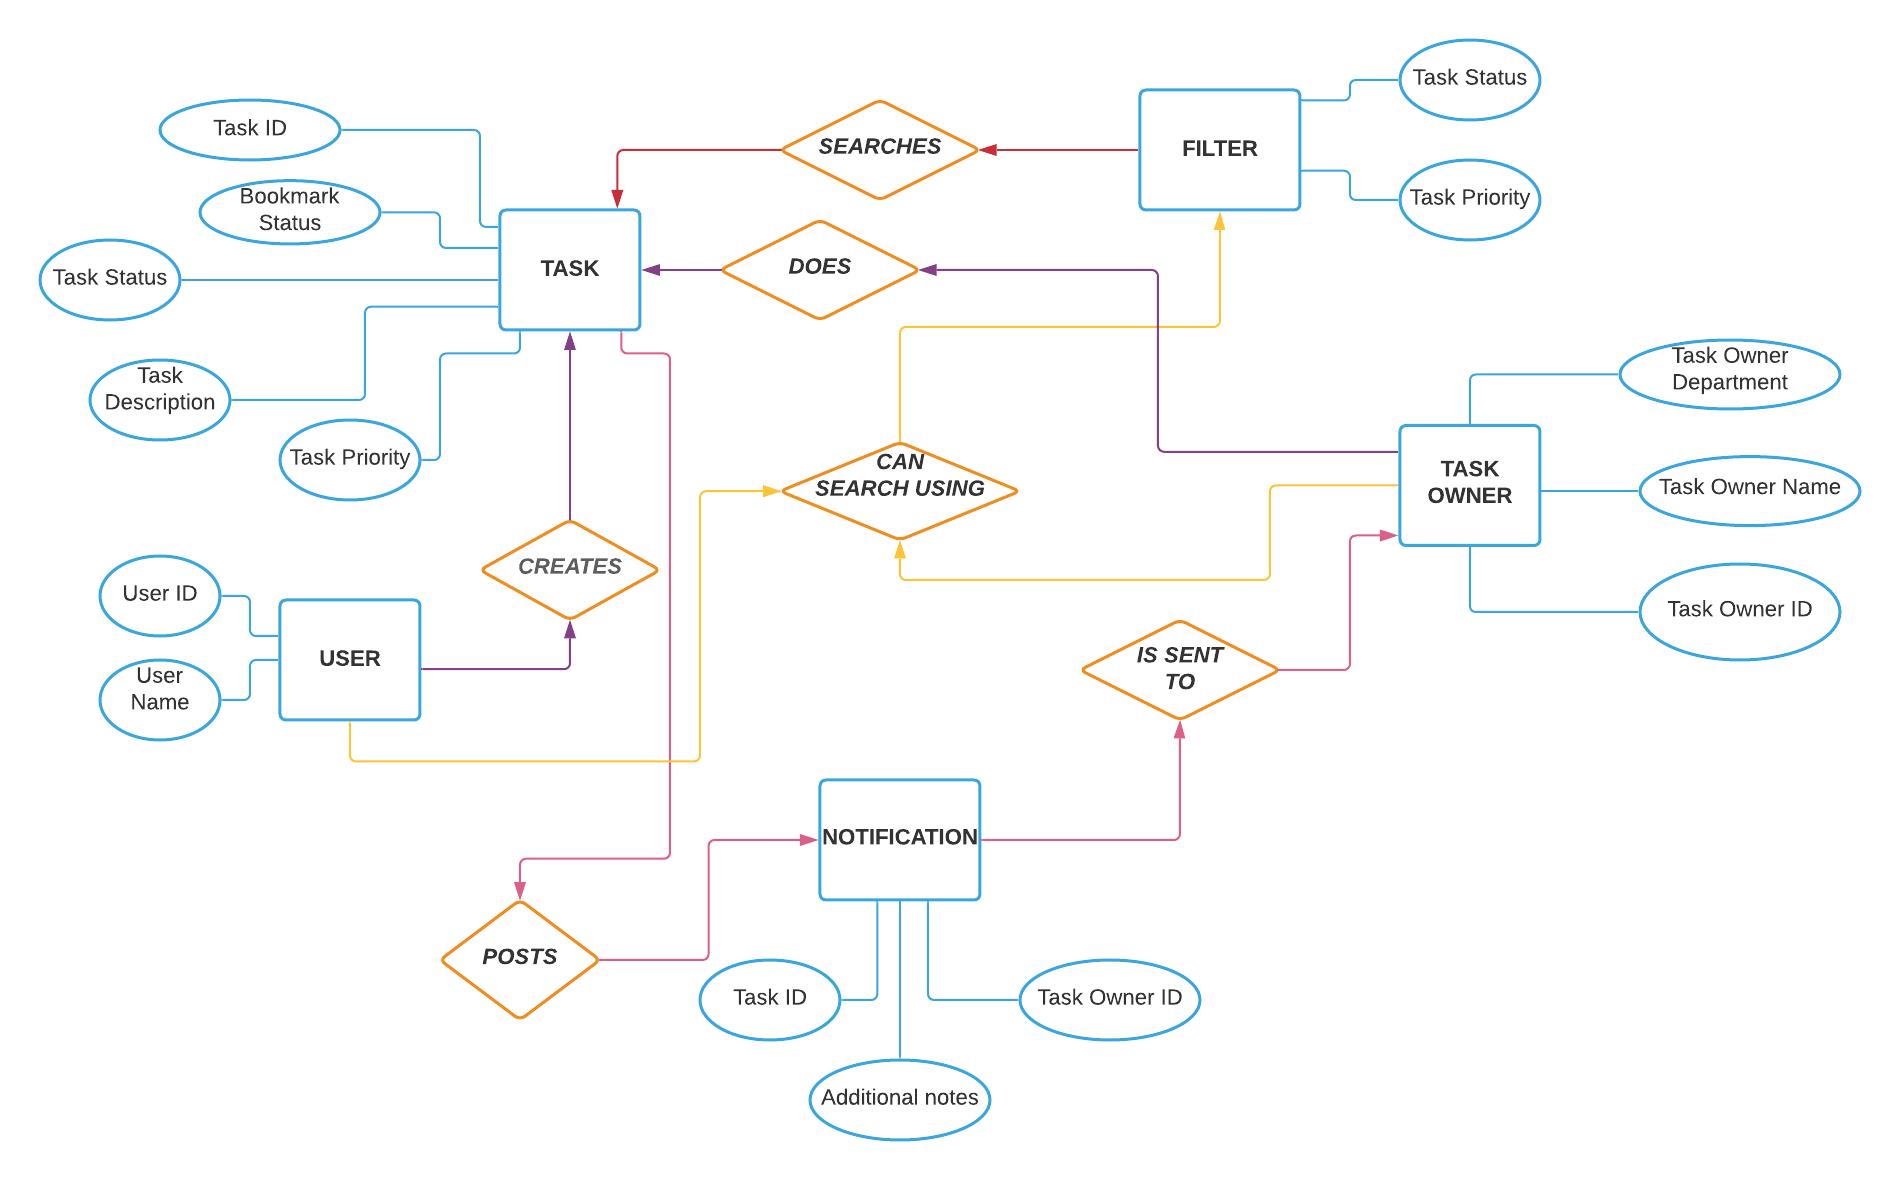 Task Status
Task ID
SEARCHES
FILTER
Bookmark
Status
Task Priority
TASK
DOES
Task Status
Task Owner
Department
Task
Description
Task Priority
CAN
SEARCH USING
TASK
OWNER
Task Owner Name
CREATES
User ID
Task Owner ID
USER
IS SENT
TO
User
Name
NOTIFICATION
POSTS
Task ID
Task Owner ID
Additional notes